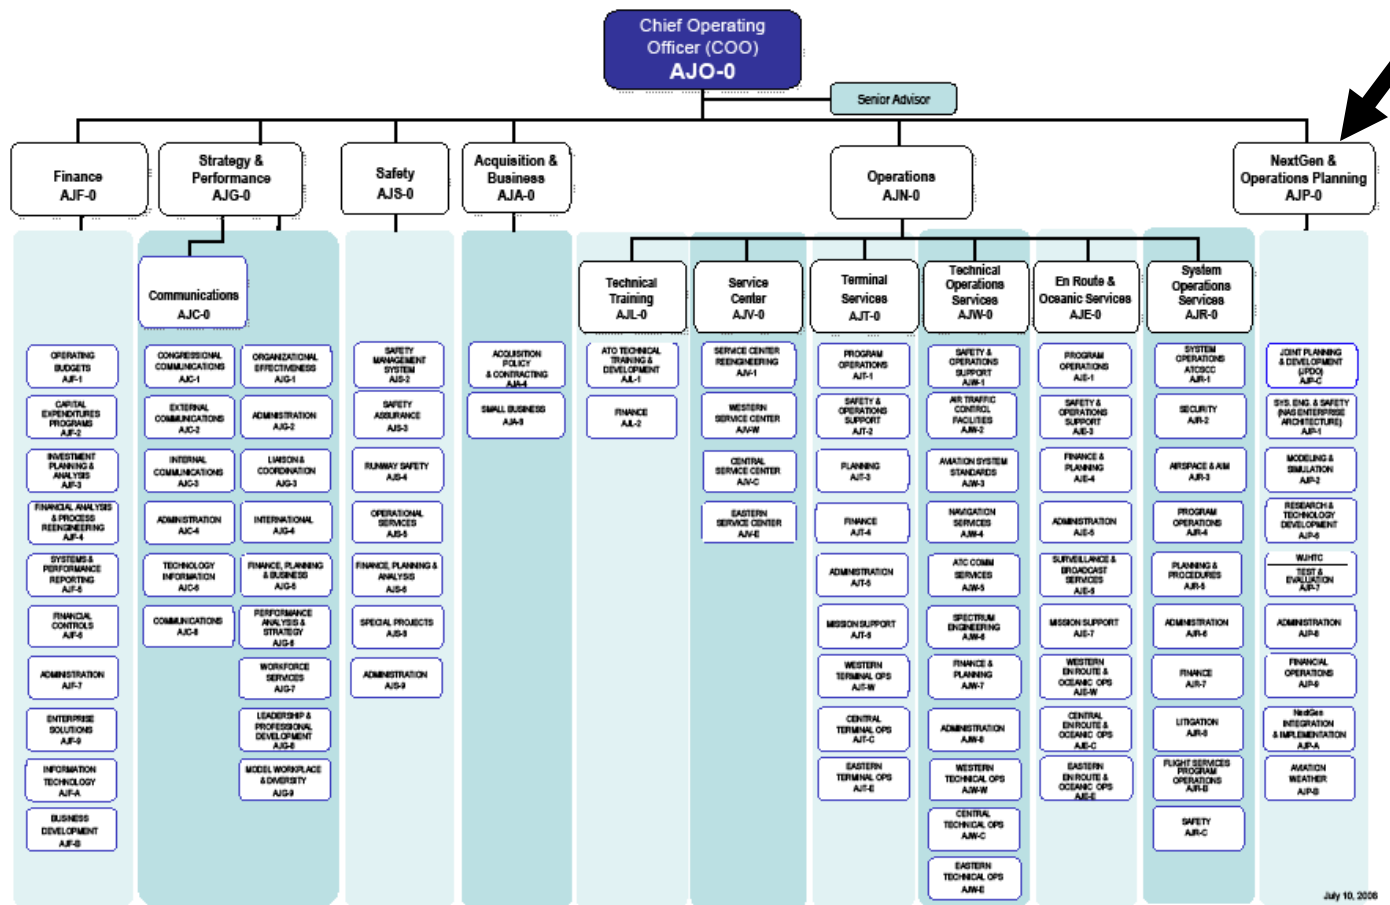 Chief Operating
Officer (COO)
AJO-0
Senior Advisor
Finance
AJF-0
Strategy &
Performance
AJG-0
Safety
AJS-0
Acquisition &
Business
AJA-0
Operations
AJN-0
NextGen &
Operations Planning
AJP-0
Communications
AJC-0
Technical
Training
AJL-0
Service
Center
AJV-0
Terminal
Services
AJT-0
Technical
Operations
Services
AJW-0
En Route &
Oceanic Services
AJE-0
System
Operations
Services
AJR-0
OPERATING
BUDGETS
AJF-1
CAPITAL
EXPENDITURES
PROGRAMS
AJF-2
INVESTMENT
PLANNING &
ANALYSIS
AJF-3
FINANCIAL ANALYSIS
& PROCESS
REENGINEERING
AJF-4
SYSTEMS &
PERFORMANCE
REPORTING
AJF-5
FINANCIAL
CONTROLS
AJF-6
ADMINISTRATION
AJF-7
ENTERPRISE
SOLUTIONS
AJF-9
INFORMATION
TECHNOLOGY
AJF-A
BUSINESS
DEVELOPMENT
AJF-B
CONGRESSIONAL
COMMUNICATIONS
AJC-1
EXTERNAL
COMMUNICATIONS
AJC-2
INTERNAL
COMMUNICATIONS
AJC-3
ADMINISTRATION
AJC-4
TECHNOLOGY
INFORMATION
AJC-5
COMMUNICATIONS
AJC-8
ORGANIZATIONAL
EFFECTIVENESS
AJG-1
ADMINISTRATION
AJG-2
LIAISON &
COORDINATION
AJG-3
INTERNATIONAL
AJG-4
FINANCE, PLANNING
& BUSINESS
AJG-5
PERFORMANCE
ANALYSIS &
STRATEGY
AJG-6
WORKFORCE
SERVICES
AJG-7
LEADERSHIP &
PROFESSIONAL
DEVELOPMENT
AJG-8
MODEL WORKPLACE
& DIVERSITY
AJG-9
SAFETY
MANAGEMENT
SYSTEM
AJS-2
SAFETY
ASSURANCE
AJS-3
RUNWAY SAFETY
AJS-4
OPERATIONAL
SERVICES
AJS-5
FINANCE, PLANNING &
ANALYSIS
AJS-6
SPECIAL PROJECTS
AJS-8
ADMINISTRATION
AJS-9
ACQUISITION
POLICY
& CONTRACTING
AJA-4
SMALL BUSINESS
AJA-9
ATO TECHNICAL
TRAINING &
DEVELOPMENT
AJL-1
FINANCE
AJL-2
SERVICE CENTER
REENGINEERING
AJV-1
WESTERN
SERVICE CENTER
AJV-W
CENTRAL
SERVICE CENTER
AJV-C
EASTERN
SERVICE CENTER
AJV-E
PROGRAM
OPERATIONS
AJT-1
SAFETY &
OPERATIONS
SUPPORT
AJT-2
PLANNING
AJT-3
FINANCE
AJT-4
ADMINISTRATION
AJT-5
MISSION SUPPORT
AJT-6
WESTERN
TERMINAL OPS
AJT-W
CENTRAL
TERMINAL OPS
AJT-C
EASTERN
TERMINAL OPS
AJT-E
SAFETY &
OPERATIONS
SUPPORT
AJW-1
AIR TRAFFIC
CONTROL
FACILITIES
AJW-2
AVIATION SYSTEM
STANDARDS
AJW-3
NAVIGATION
SERVICES
AJW-4
ATC COMM
SERVICES
AJW-5
SPECTRUM
ENGINEERING
AJW-6
FINANCE &
PLANNING
AJW-7
ADMINISTRATION
AJW-8
WESTERN
TECHNICAL OPS
AJW-W
CENTRAL
TECHNICAL OPS
AJW-C
EASTERN
TECHNICAL OPS
AJW-E
PROGRAM
OPERATIONS
AJE-1
SAFETY &
OPERATIONS
SUPPORT
AJE-3
FINANCE &
PLANNING
AJE-4
ADMINISTRATION
AJE-5
SURVEILLANCE &
BROADCAST
SERVICES
AJE-6
MISSION SUPPORT
AJE-7
WESTERN
EN ROUTE &
OCEANIC OPS
AJE-W
CENTRAL
EN ROUTE &
OCEANIC OPS
AJE-C
EASTERN
EN ROUTE &
OCEANIC OPS
AJE-E
SYSTEM
OPERATIONS
ATCSCC
AJR-1
SECURITY
AJR-2
AIRSPACE & AIM
AJR-3
PROGRAM
OPERATIONS
AJR-4
PLANNING &
PROCEDURES
AJR-5
ADMINISTRATION
AJR-6
FINANCE
AJR-7
LITIGATION
AJR-8
FLIGHT SERVICES
PROGRAM
OPERATIONS
AJR-B
SAFETY
AJR-C
JOINT PLANNING
& DEVELOPMENT
(JPDO)
AJP-C
SYS. ENG. & SAFETY
(NAS ENTERPRISE
ARCHITECTURE)
AJP-1
MODELING &
SIMULATION
AJP-2
RESEARCH &
TECHNOLOGY
DEVELOPMENT
AJP-6
WJHTC
TEST &
EVALUATION
AJP-7
ADMINISTRATION
AJP-8
FINANCIAL
OPERATIONS
AJP-9
NextGen
INTEGRATION
& IMPLEMENTATION
AJP-A
AVIATION
WEATHER
AJP-B
July 10, 2008